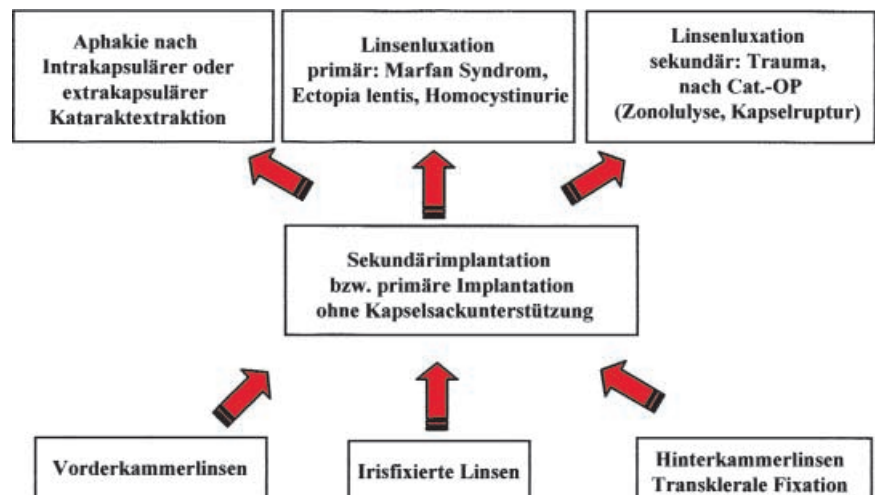 Aphakie nach
Intrakapsulärer oder
extrakapsulärer
Kataraktextraktion
Linsenluxation
primär: Marfan Syndrom,
Ectopia lentis, Homocystinurie
Linsenluxation
sekundär: Trauma,
nach Cat.-OP
(Zonolulyse, Kapselruptur)
Sekundärimplantation
bzw. primäre Implantation
ohne Kapselsackunterstützung
Vorderkammerlinsen
Irisfixierte Linsen
Hinterkammerlinsen
Transklerale Fixation